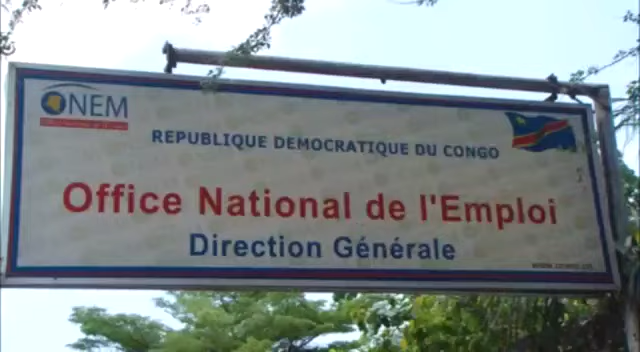 ONEM
REPUBLIQUE DEMOCRATIQUE DU CONGO
Office National de l'Emploi
Direction Générale